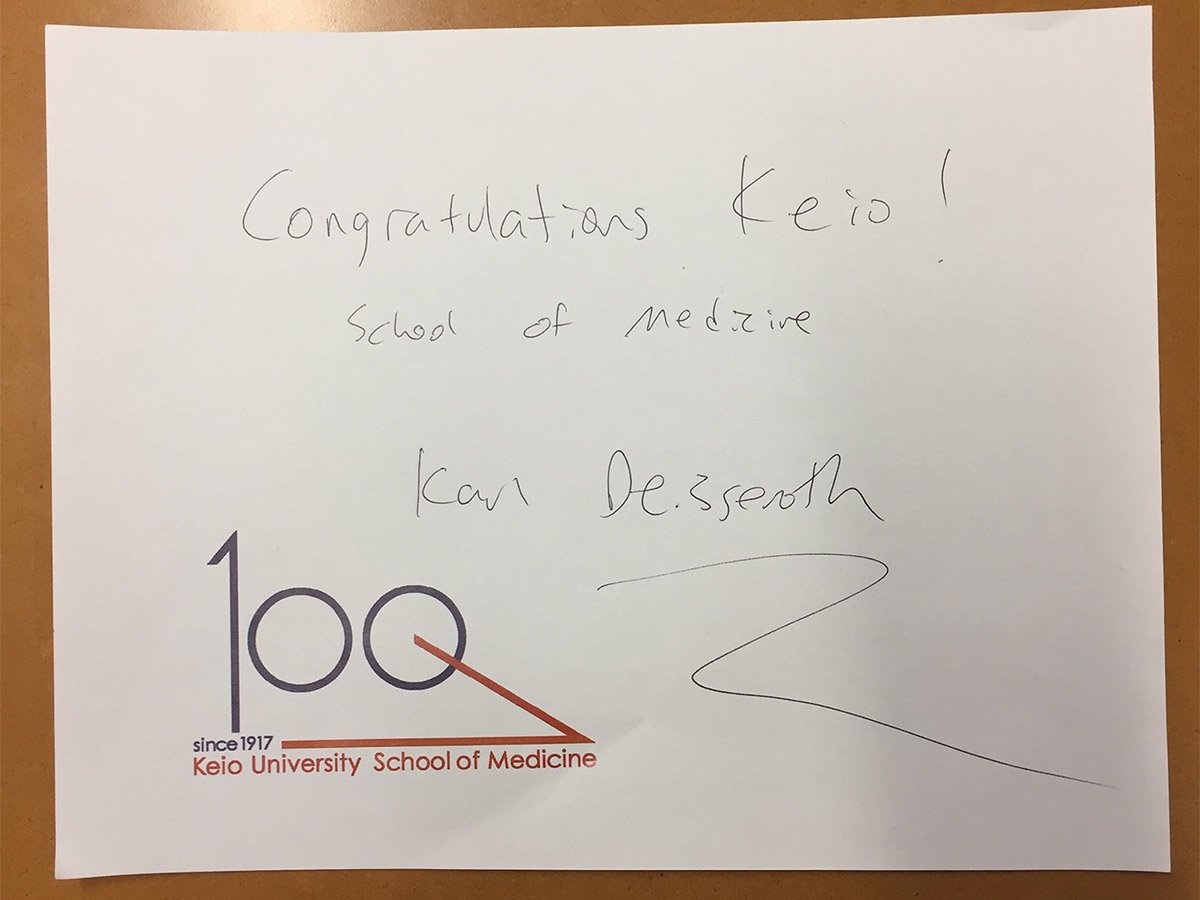 Congratulations Keio!
School of Medicine
Karl Deisseroth
100
since 1917
Keio University School of Medicine